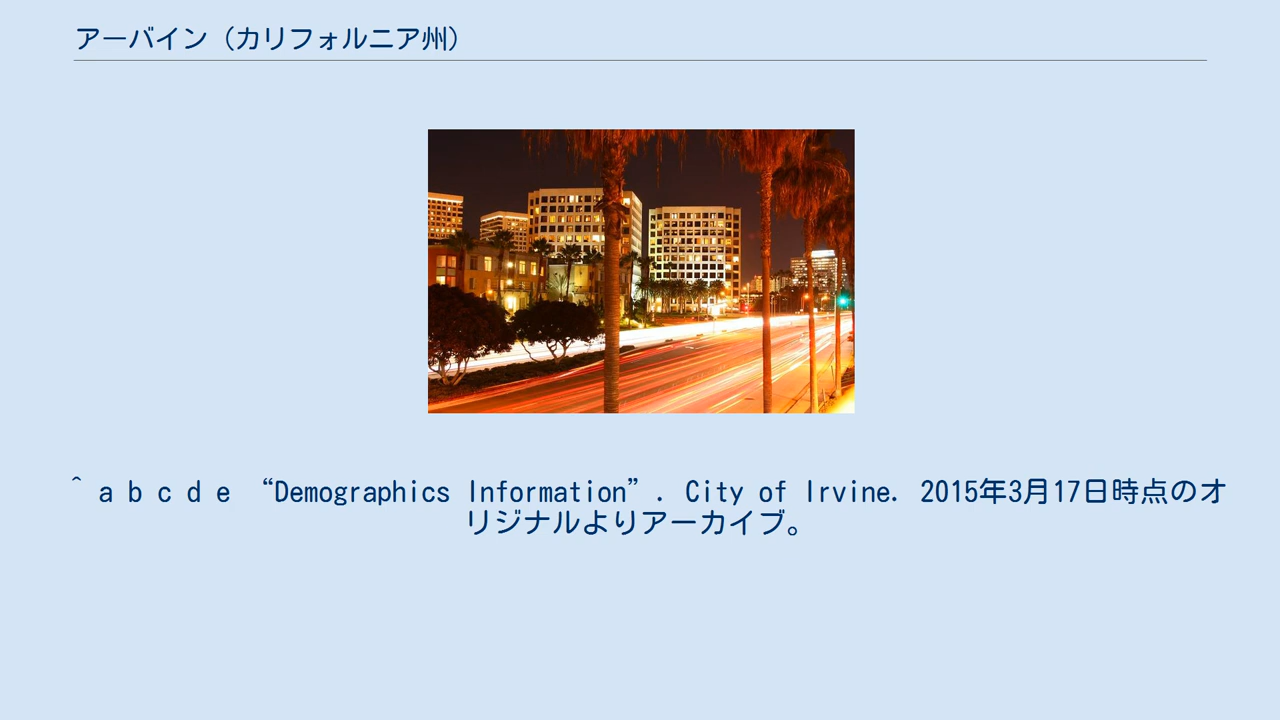 アーバイン（カリフォルニア州）
^ a b c d e “Demographics Information”. City of Irvine. 2015年3月17日時点のオ
リジナルよりアーカイブ。